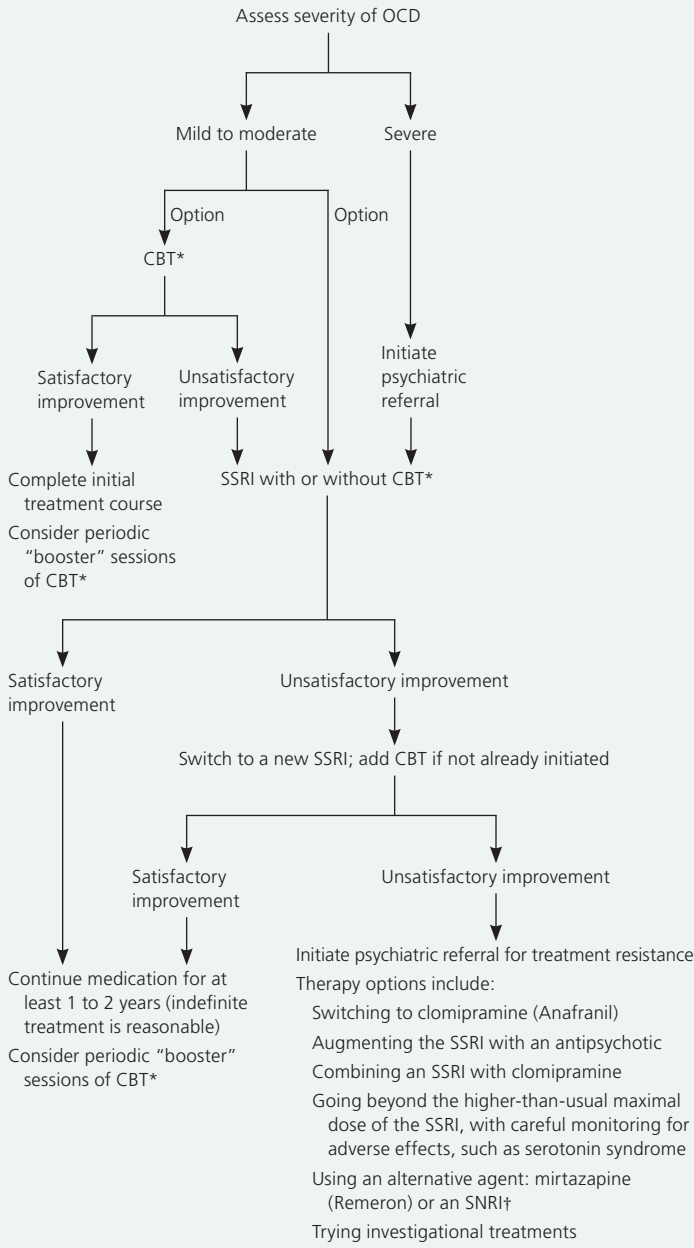 Assess severity of OCD
Mild to moderate
Severe
Option
Option
CBT*
Satisfactory
improvement
Unsatisfactory
improvement
Initiate
psychiatric
referral
Complete initial
treatment course
Consider periodic
“booster” sessions
of CBT*
SSRI with or without CBT*
Satisfactory
improvement
Unsatisfactory improvement
Switch to a new SSRI; add CBT if not already initiated
Satisfactory
improvement
Unsatisfactory improvement
Continue medication for at
least 1 to 2 years (indefinite
treatment is reasonable)
Consider periodic “booster”
sessions of CBT*
Initiate psychiatric referral for treatment resistance
Therapy options include:
Switching to clomipramine (Anafranil)
Augmenting the SSRI with an antipsychotic
Combining an SSRI with clomipramine
Going beyond the higher-than-usual maximal
dose of the SSRI, with careful monitoring for
adverse effects, such as serotonin syndrome
Using an alternative agent: mirtazapine
(Remeron) or an SNRI†
Trying investigational treatments